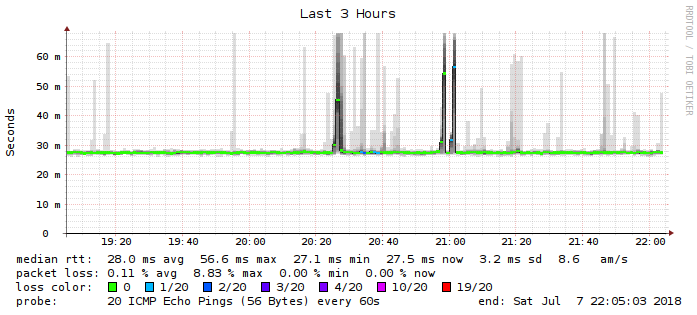 Last 3 Hours
RRDTOOL / TOBI OETIKER
Seconds
60 m
50 m
40 m
30 m
20 m
10 m
0
19:20 19:40 20:00 20:20 20:40 21:00 21:20 21:40 22:00
median rtt: 28.0 ms avg 56.6 ms max 27.1 ms min 27.5 ms now 3.2 ms sd 8.6 am/s
packet loss: 0.11 % avg 8.83 % max 0.00 % min 0.00 % now
loss color: 0 1/20 2/20 3/20 4/20 10/20 19/20
probe: 20 ICMP Echo Pings (56 Bytes) every 60s end: Sat Jul 7 22:05:03 2018